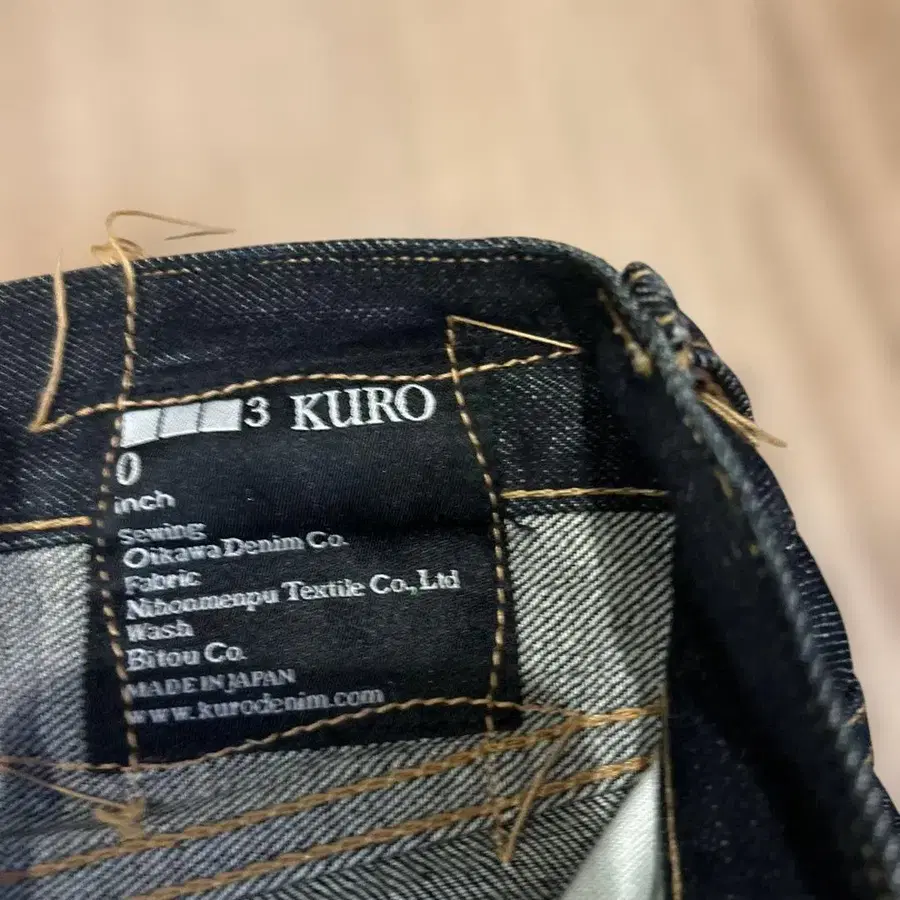 3 KURO
0
inch
Sewing
Oikawa Denim Co.
Fabric
Nihonmenpu Textile Co.,Ltd
Wash
Bitou Co.
MADE IN JAPAN
www.kurodenim.com